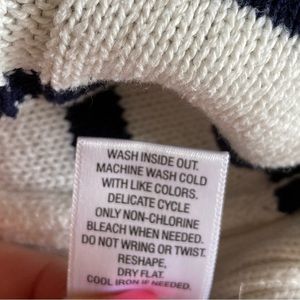 WASH INSIDE OUT.
MACHINE WASH COLD
WITH LIKE COLORS.
DELICATE CYCLE
ONLY NON-CHLORINE
BLEACH WHEN NEEDED.
DO NOT WRING OR TWIST.
RESHAPE,
DRY FLAT.
COOL IRON IF NEEDED.